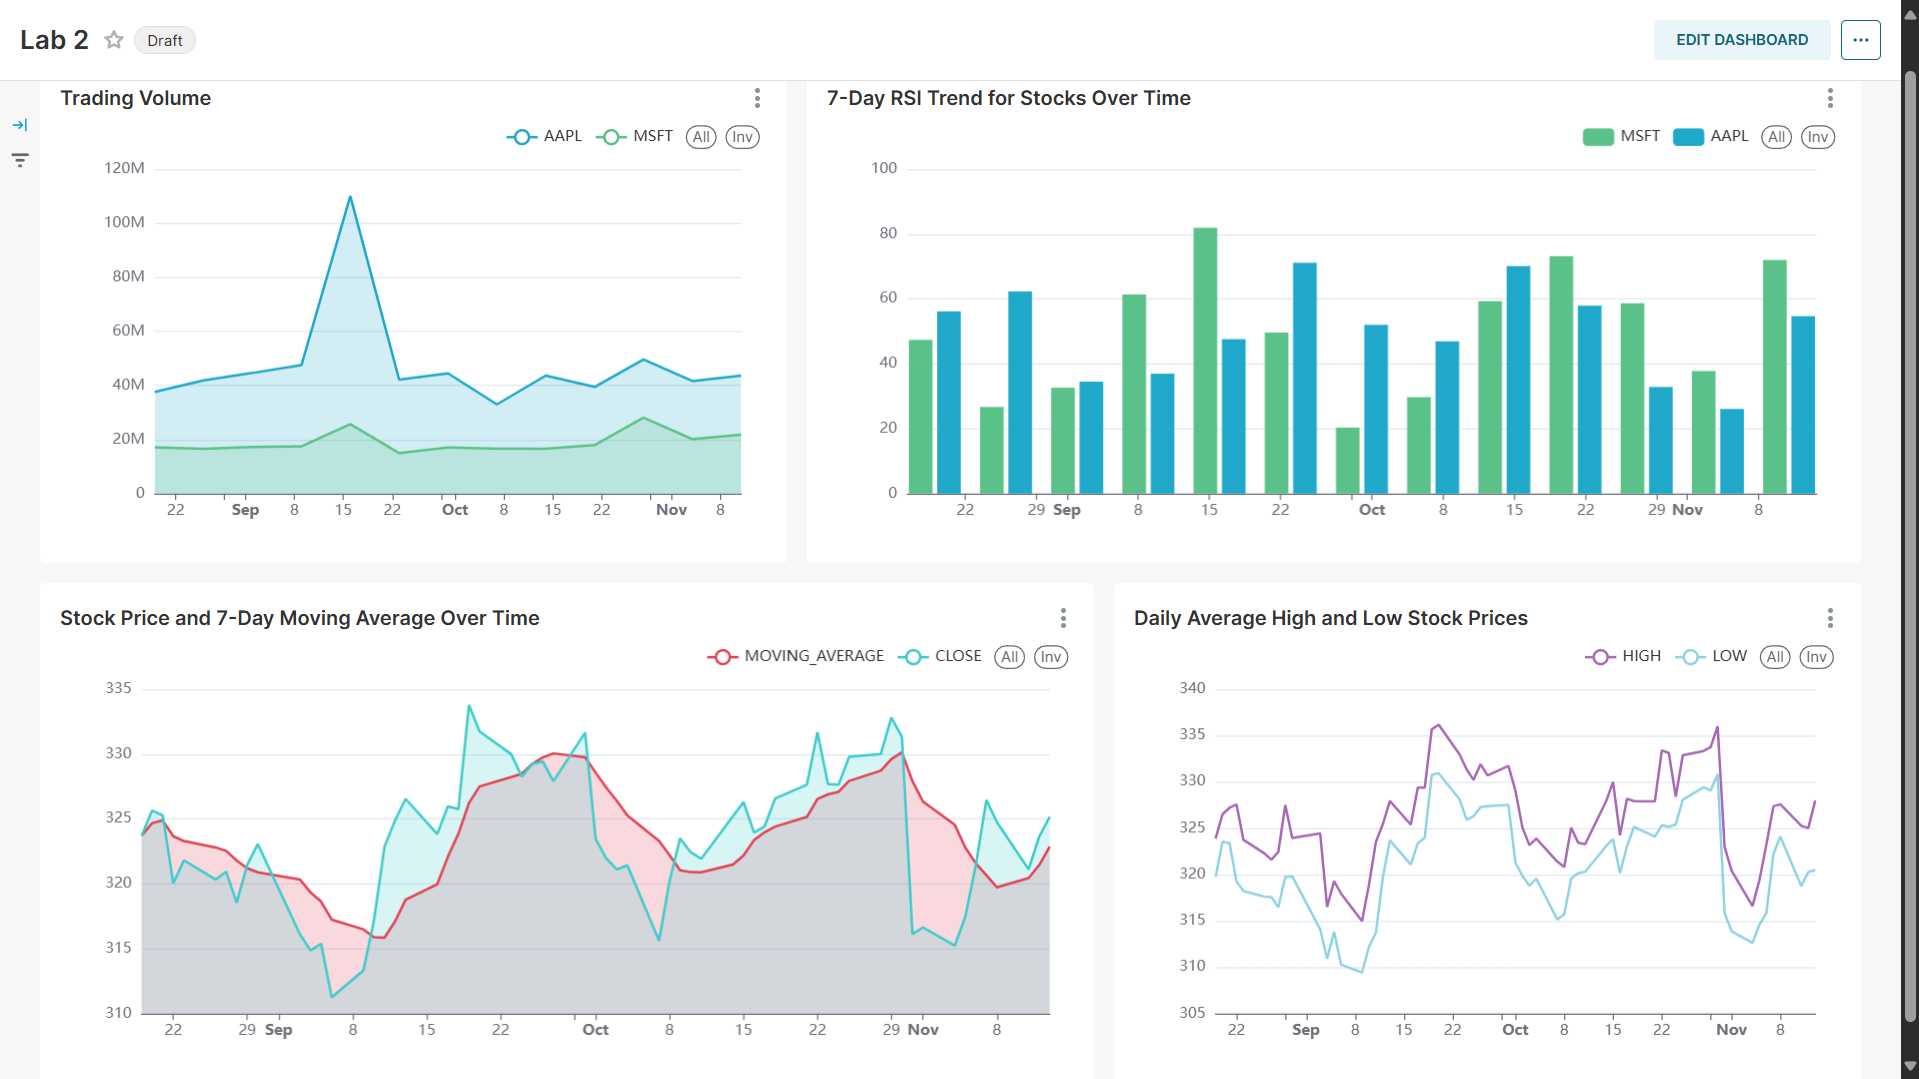 Lab 2 Draft EDIT DASHBOARD ...
Trading Volume
AAPL MSFT All Inv
120M
100M
80M
60M
40M
20M
0
22 Sep 8 15 22 Oct 8 15 22 Nov 8
7-Day RSI Trend for Stocks Over Time
MSFT AAPL All Inv
100
80
60
40
20
0
22 29 Sep 8 15 22 Oct 8 15 22 29 Nov 8
Stock Price and 7-Day Moving Average Over Time
MOVING_AVERAGE CLOSE All Inv
335
330
325
320
315
310
22 29 Sep 8 15 22 Oct 8 15 22 29 Nov 8
Daily Average High and Low Stock Prices
HIGH LOW All Inv
340
335
330
325
320
315
310
305
22 Sep 8 15 22 Oct 8 15 22 Nov 8